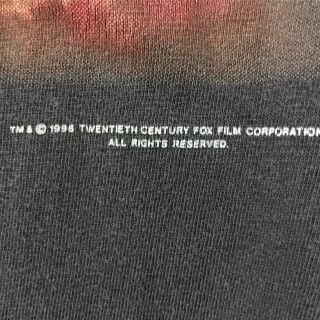 TM & © 1996 TWENTIETH CENTURY FOX FILM CORPORATION
ALL RIGHTS RESERVED.